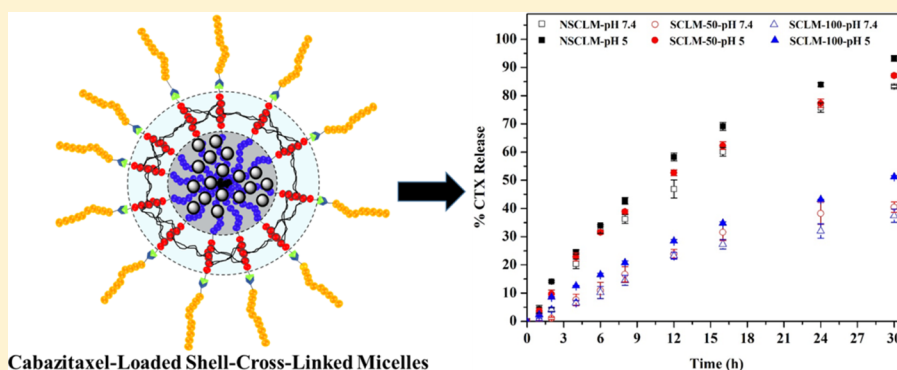 Cabazitaxel-Loaded Shell-Cross-Linked Micelles
NSCLM-pH 7.4 SCLM-50-pH 7.4 SCLM-100-pH 7.4
NSCLM-pH 5 SCLM-50-pH 5 SCLM-100-pH 5
% CTX Release
100
90
80
70
60
50
40
30
20
10
0
0 3 6 9 12 15 18 21 24 27 30
Time (h)